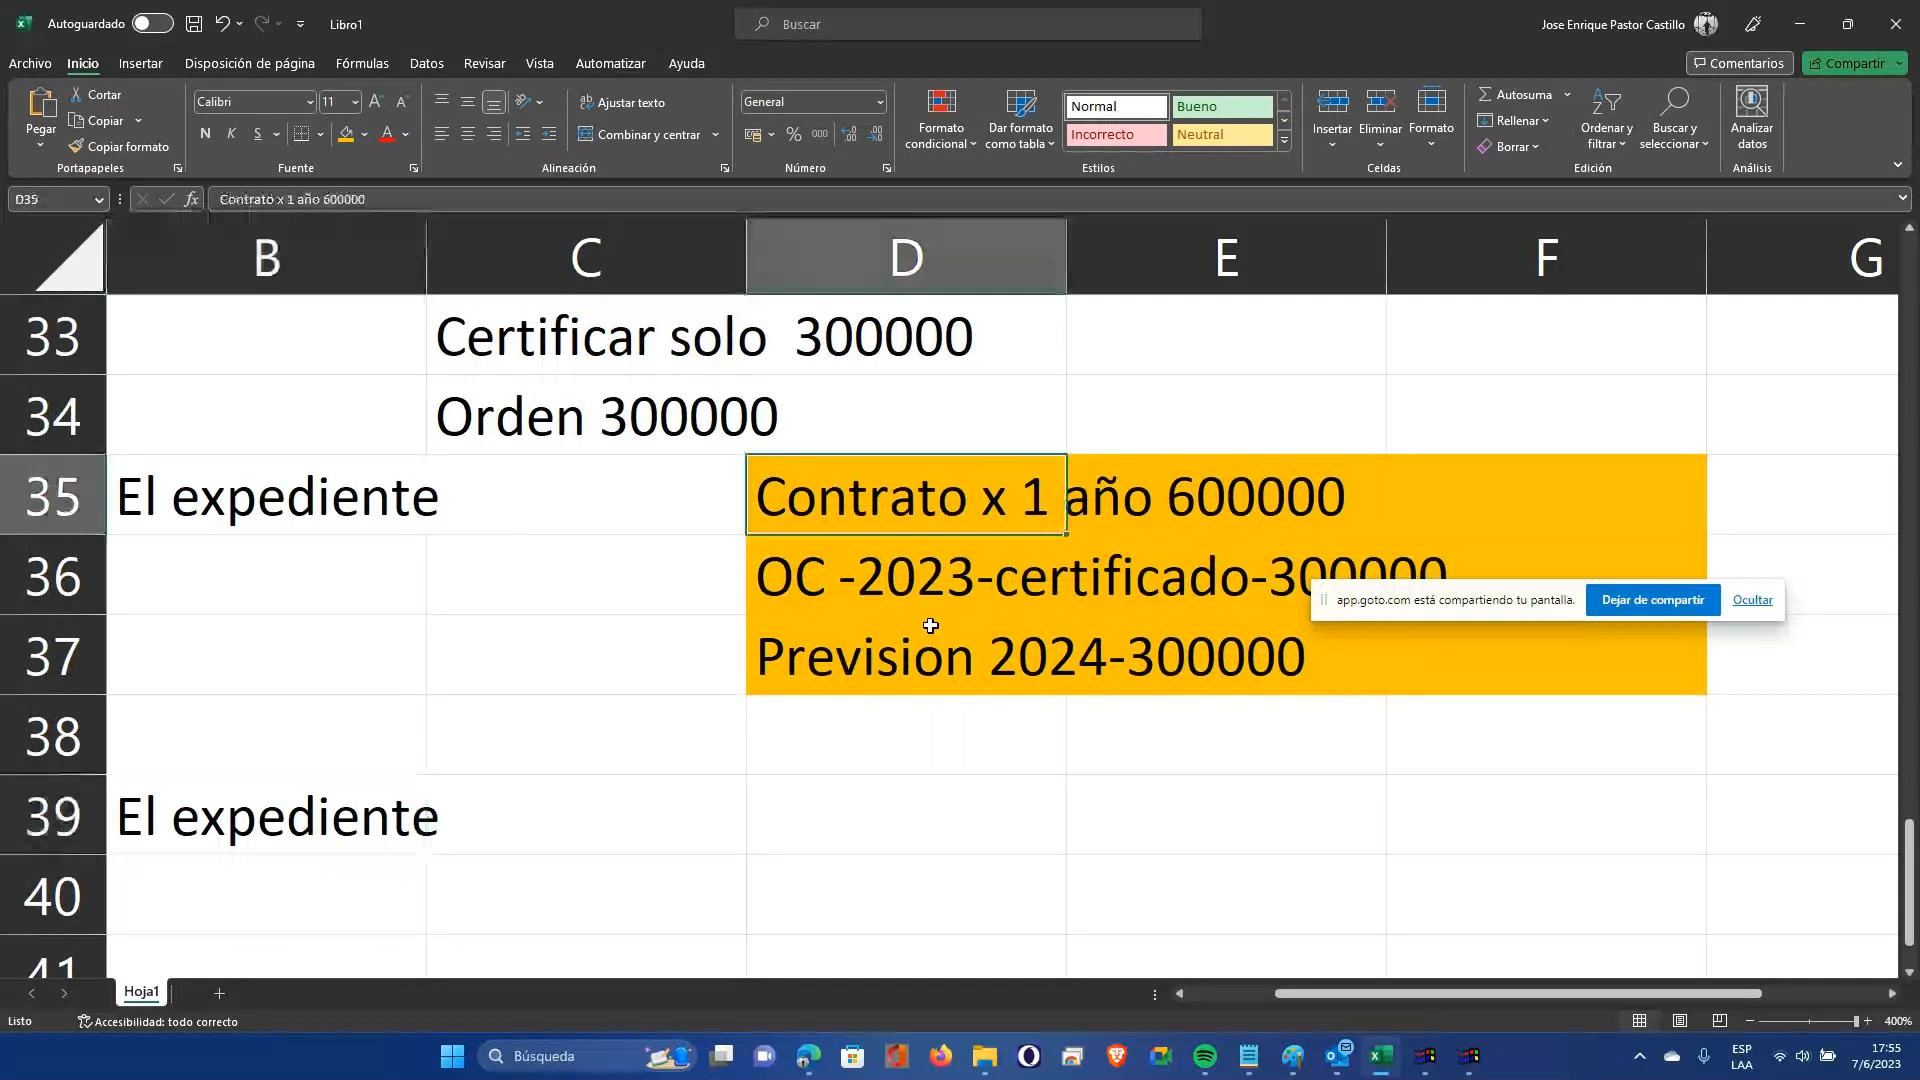 Autoguardado
Libro1
Buscar
Jose Enrique Pastor Castillo
Archivo Inicio Insertar Disposición de página Fórmulas Datos Revisar Vista Automatizar Ayuda
Comentarios Compartir
Pegar
Cortar
Copiar
Copiar formato
Portapapeles
Calibri 11
N K S
Fuente
Ajustar texto
Combinar y centrar
Alineación
General
% 000
Número
Formato condicional
Dar formato como tabla
Normal Bueno
Incorrecto Neutral
Estilos
Insertar Eliminar Formato
Celdas
Autosuma
Rellenar
Borrar
Ordenar y filtrar
Buscar y seleccionar
Edición
Analizar datos
Análisis
D35 fx Contrato x 1 año 600000
B C D E F G
33 Certificar solo  300000
34 Orden 300000
35 El expediente Contrato x 1 año 600000
36 OC -2023-certificado-300000
app.goto.com está compartiendo tu pantalla. Dejar de compartir Ocultar
37 Prevision 2024-300000
38
39 El expediente
40
41
Hoja1
Listo Accesibilidad: todo correcto 400%
Búsqueda
ESP
LAA
17:55
7/6/2023